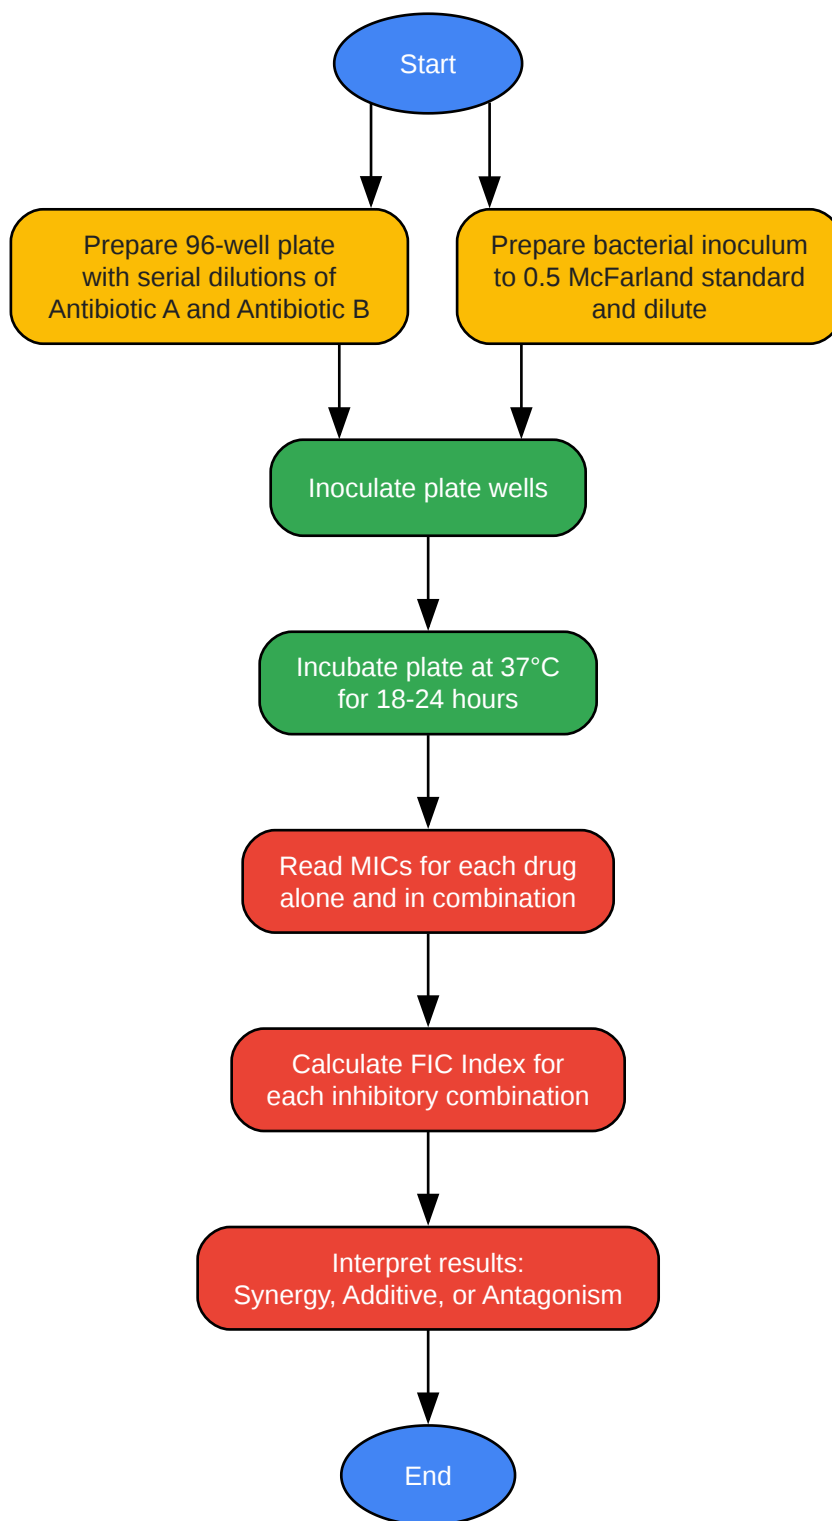 Start
Prepare 96-well plate
with serial dilutions of
Antibiotic A and Antibiotic B
Prepare bacterial inoculum
to 0.5 McFarland standard
and dilute
Inoculate plate wells
Incubate plate at 37°C
for 18-24 hours
Read MICs for each drug
alone and in combination
Calculate FIC Index for
each inhibitory combination
Interpret results:
Synergy, Additive, or Antagonism
End